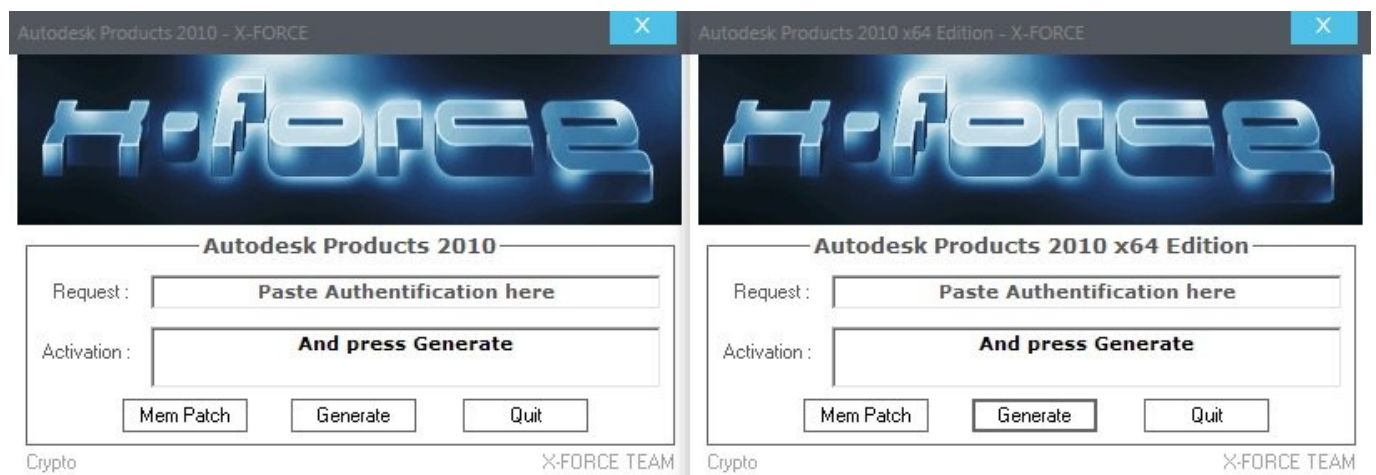 Autodesk Products 2010 - X-FORCE
X
x-force
Autodesk Products 2010
Request :
Paste Authentification here
Activation :
And press Generate
Mem Patch
Generate
Quit
Crypto
X-FORCE TEAM
Autodesk Products 2010 x64 Edition - X-FORCE
X
x-force
Autodesk Products 2010 x64 Edition
Request :
Paste Authentification here
Activation :
And press Generate
Mem Patch
Generate
Quit
Crypto
X-FORCE TEAM